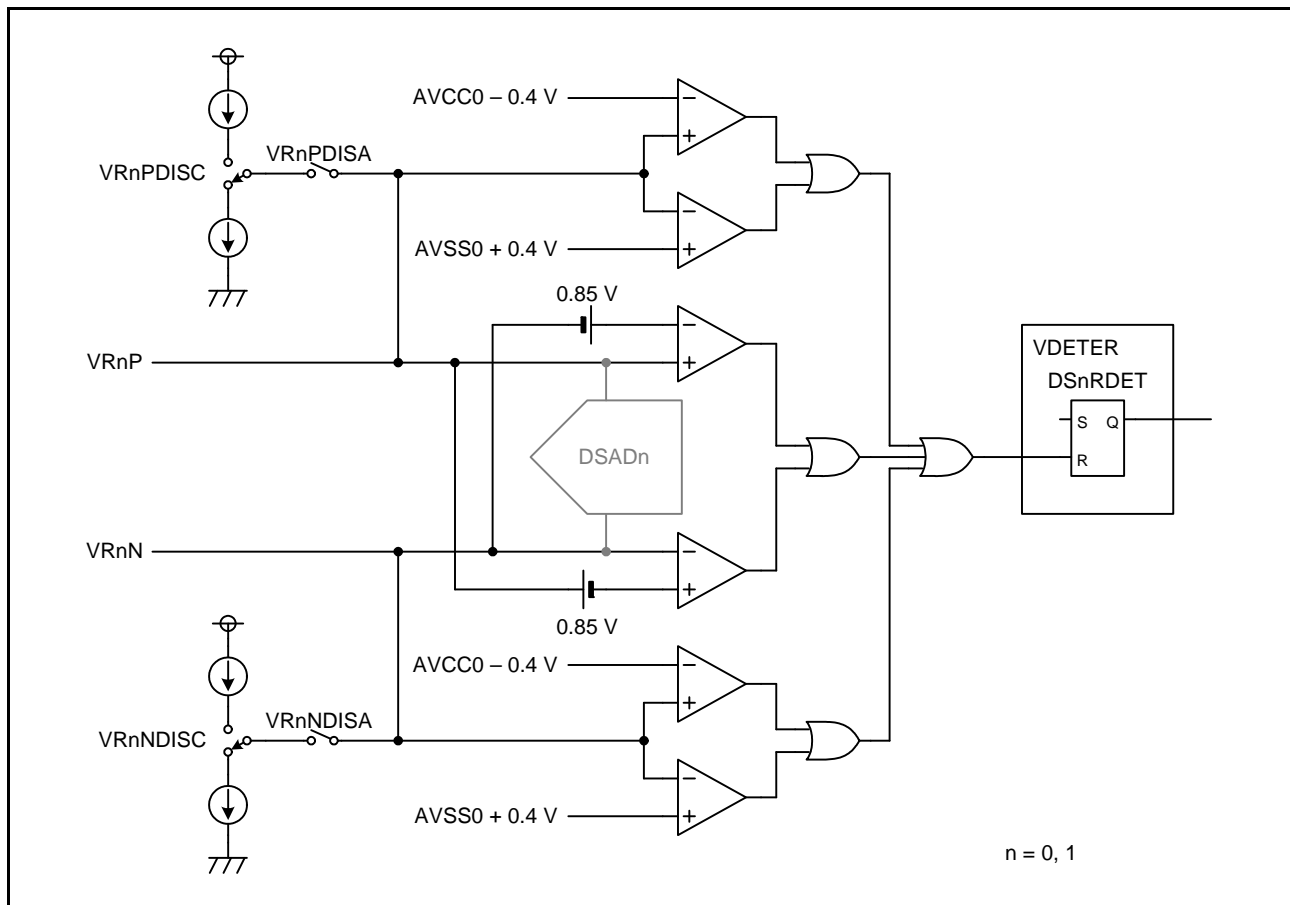 AVCC0 – 0.4 V
−
+
VRnPDISC
VRnPDISA
−
AVSS0 + 0.4 V
+
0.85 V
−
VRnP
+
VDETER
DSnRDET
S Q
R
DSADn
VRnN
−
+
0.85 V
AVCC0 – 0.4 V
−
+
VRnNDISC
VRnNDISA
−
AVSS0 + 0.4 V
+
n = 0, 1